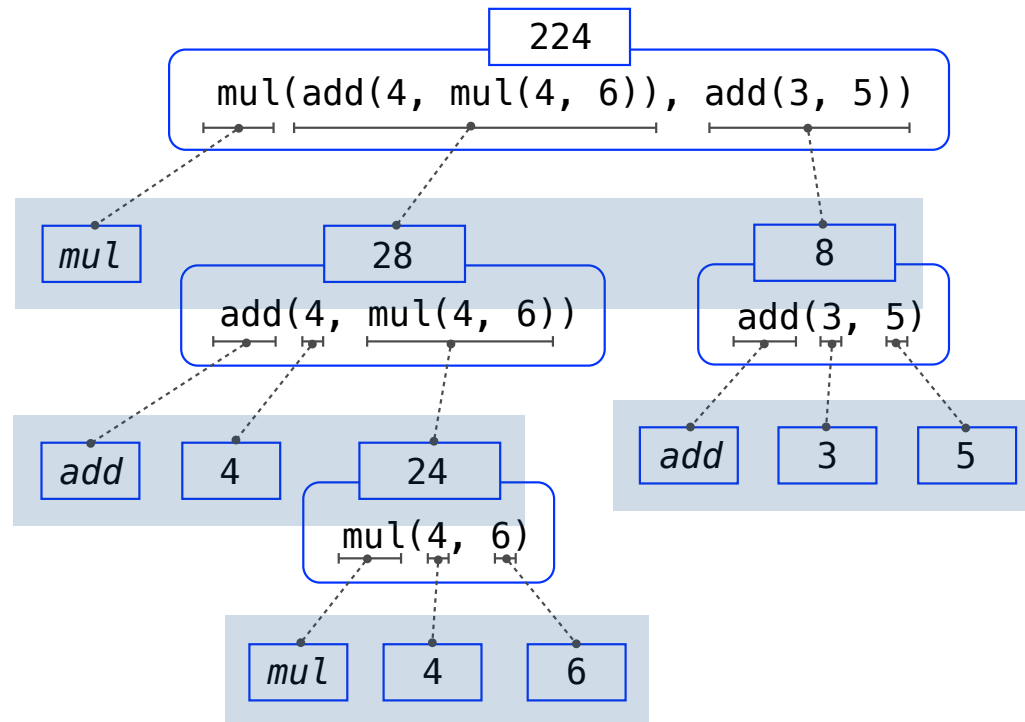 224
mul(add(4, mul(4, 6)), add(3, 5))
mul
28
8
add(4, mul(4, 6))
add(3, 5)
add
4
24
add
3
5
mul(4, 6)
mul
4
6